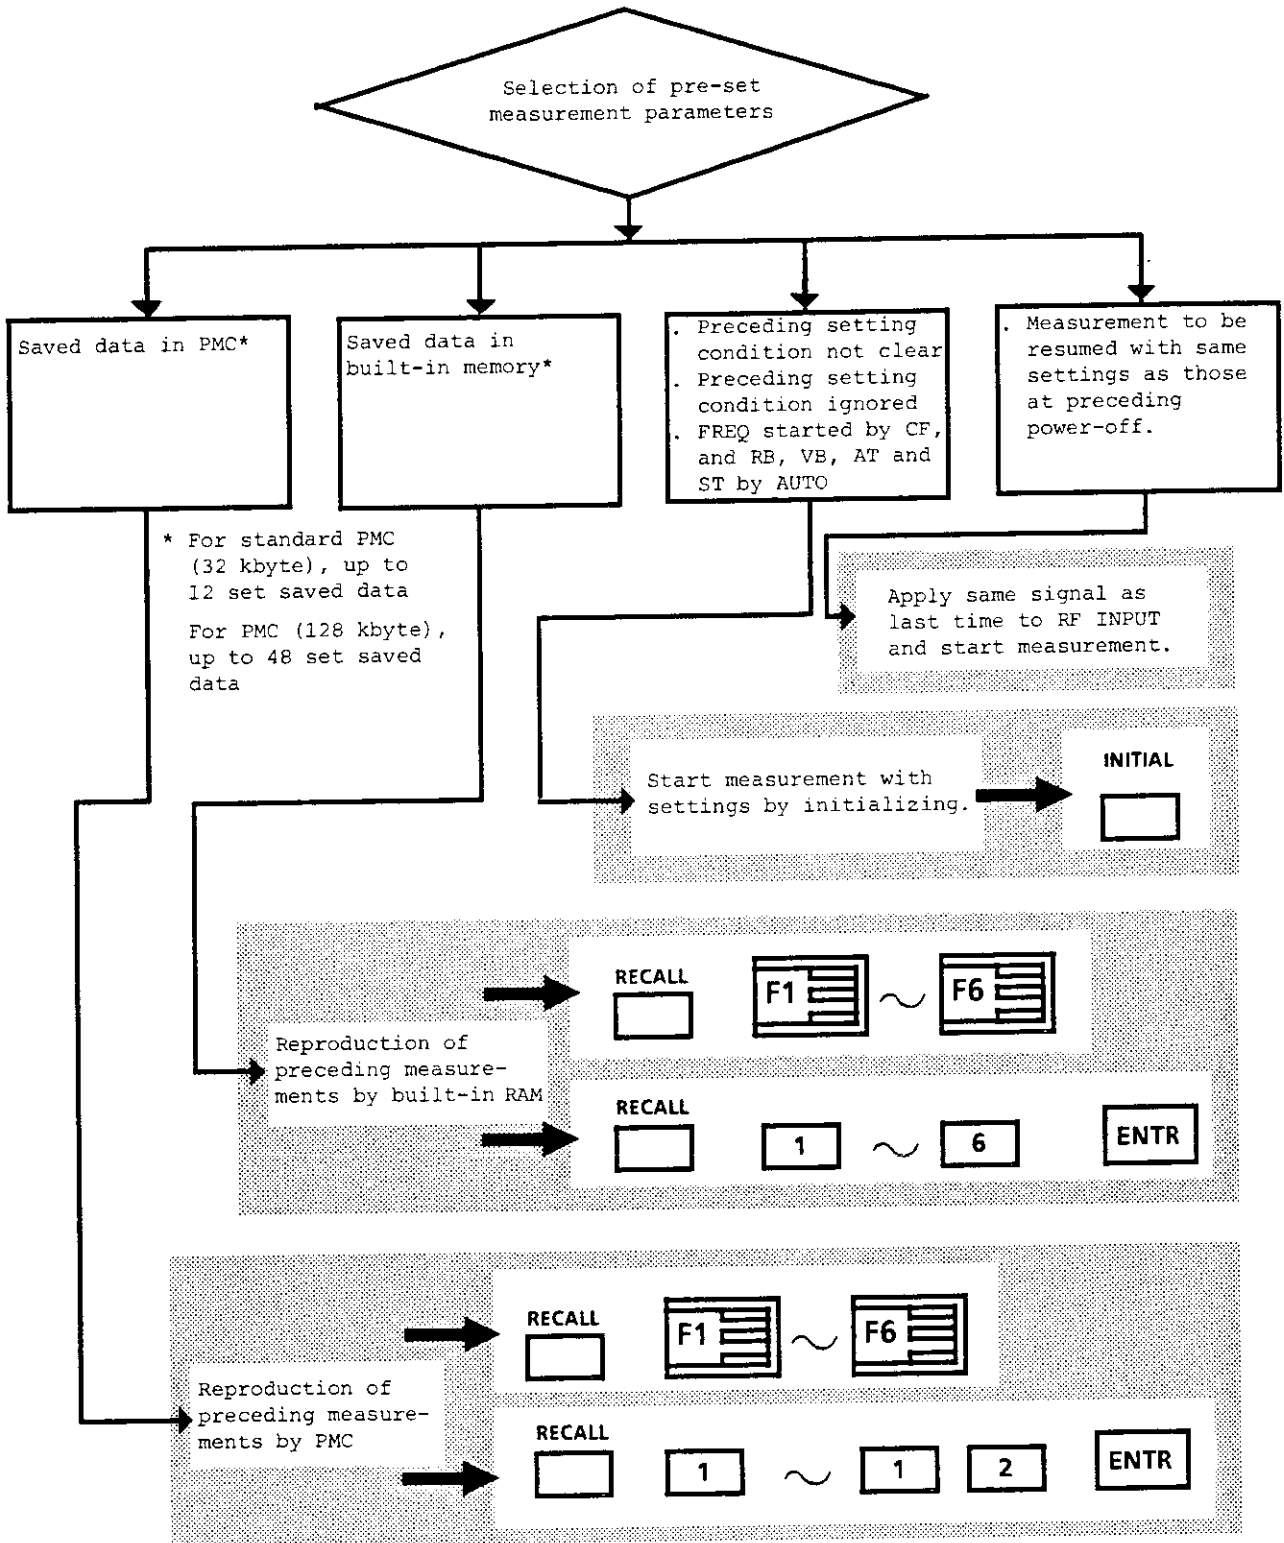 Selection of pre-set
measurement parameters
Saved data in PMC*
Saved data in
built-in memory*
. Preceding setting
condition not clear
. Preceding setting
condition ignored
. FREQ started by CF,
and RB, VB, AT and
ST by AUTO
. Measurement to be
resumed with same
settings as those
at preceding
power-off.
* For standard PMC
(32 kbyte), up to
12 set saved data
For PMC (128 kbyte),
up to 48 set saved
data
Apply same signal as
last time to RF INPUT
and start measurement.
Start measurement with
settings by initializing.
INITIAL
Reproduction of
preceding measure-
ments by built-in RAM
RECALL
F1 ~ F6
RECALL
1 ~ 6 ENTR
Reproduction of
preceding measure-
ments by PMC
RECALL
F1 ~ F6
RECALL
1 ~ 1 2 ENTR